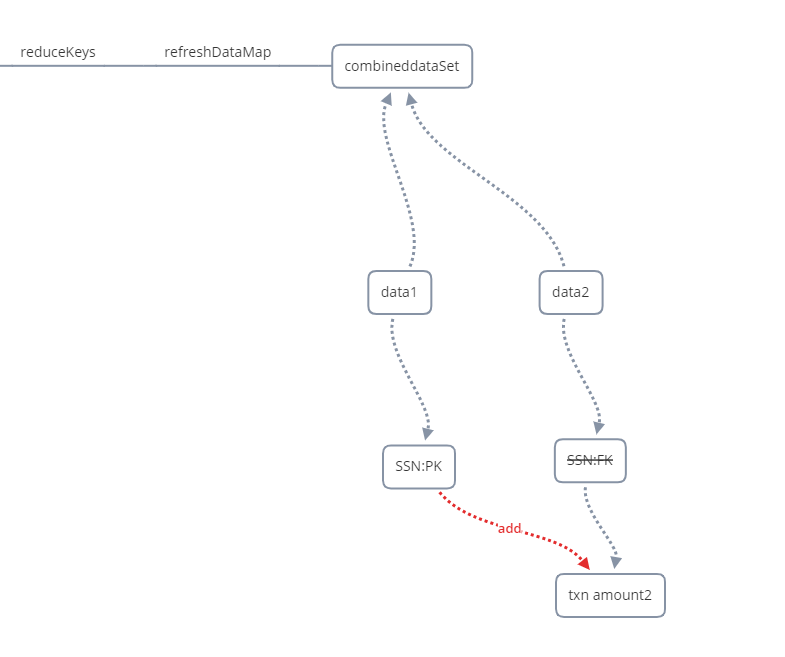 reduceKeys
refreshDataMap
combineddataSet
data1
data2
SSN:PK
SSN:FK
add
txn amount2